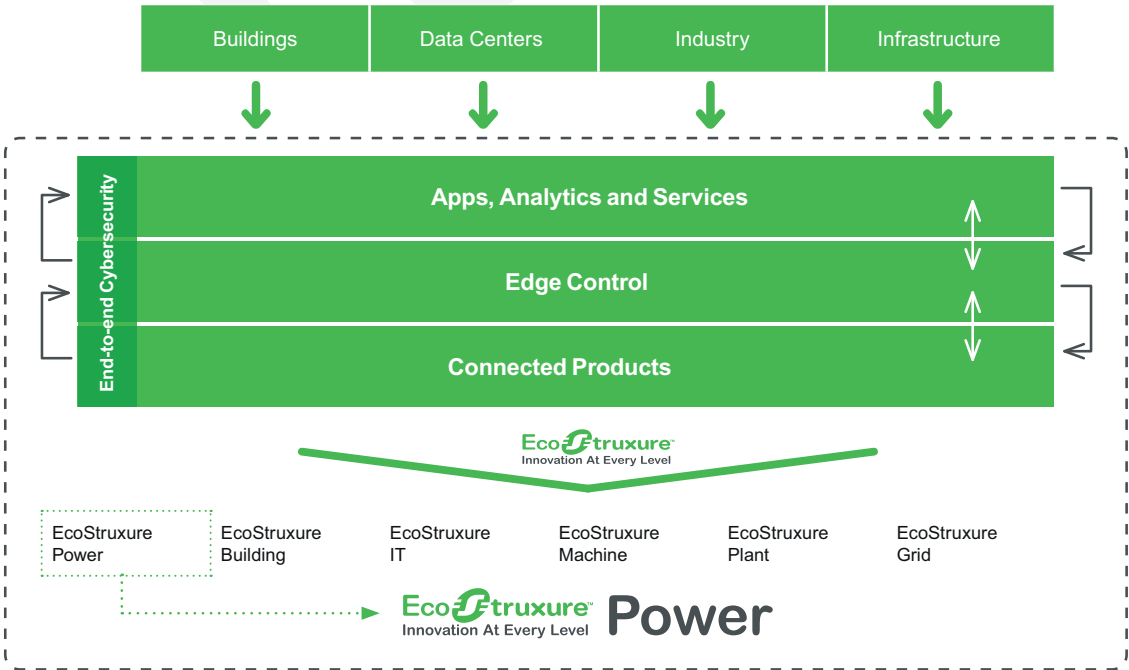 Buildings
Data Centers
Industry
Infrastructure
End-to-end Cybersecurity
Apps, Analytics and Services
Edge Control
Connected Products
EcoStruxure™
Innovation At Every Level
EcoStruxure
Power
EcoStruxure
Building
EcoStruxure
IT
EcoStruxure
Machine
EcoStruxure
Plant
EcoStruxure
Grid
EcoStruxure™ Power
Innovation At Every Level